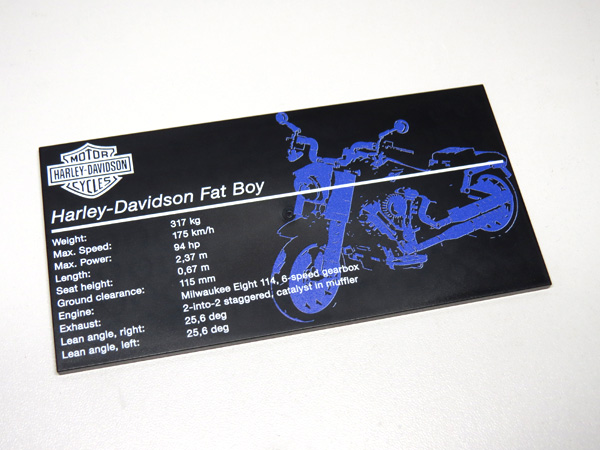 MOTOR
HARLEY-DAVIDSON
CYCLES
Harley-Davidson Fat Boy
Weight: 317 kg
Max. Speed: 175 km/h
Max. Power: 94 hp
Length: 2,37 m
Seat height: 0,67 m
Ground clearance: 115 mm
Engine: Milwaukee Eight 114, 6-speed gearbox
Exhaust: 2-into-2 staggered, catalyst in muffler
Lean angle, right: 25,6 deg
Lean angle, left: 25,6 deg